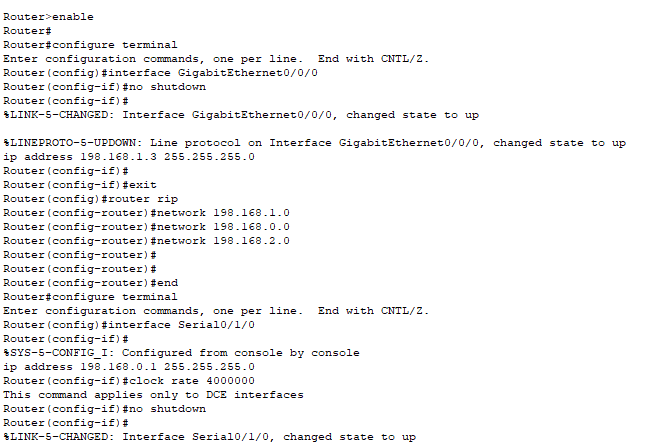 Router>enable
Router#
Router#configure terminal
Enter configuration commands, one per line.  End with CNTL/Z.
Router(config)#interface GigabitEthernet0/0/0
Router(config-if)#no shutdown
Router(config-if)#
%LINK-5-CHANGED: Interface GigabitEthernet0/0/0, changed state to up

%LINEPROTO-5-UPDOWN: Line protocol on Interface GigabitEthernet0/0/0, changed state to up
ip address 198.168.1.3 255.255.255.0
Router(config-if)#
Router(config-if)#exit
Router(config)#router rip
Router(config-router)#network 198.168.1.0
Router(config-router)#network 198.168.0.0
Router(config-router)#network 198.168.2.0
Router(config-router)#
Router(config-router)#
Router(config-router)#end
Router#configure terminal
Enter configuration commands, one per line.  End with CNTL/Z.
Router(config)#interface Serial0/1/0
Router(config-if)#
%SYS-5-CONFIG_I: Configured from console by console
ip address 198.168.0.1 255.255.255.0
Router(config-if)#clock rate 4000000
This command applies only to DCE interfaces
Router(config-if)#no shutdown
Router(config-if)#
%LINK-5-CHANGED: Interface Serial0/1/0, changed state to up